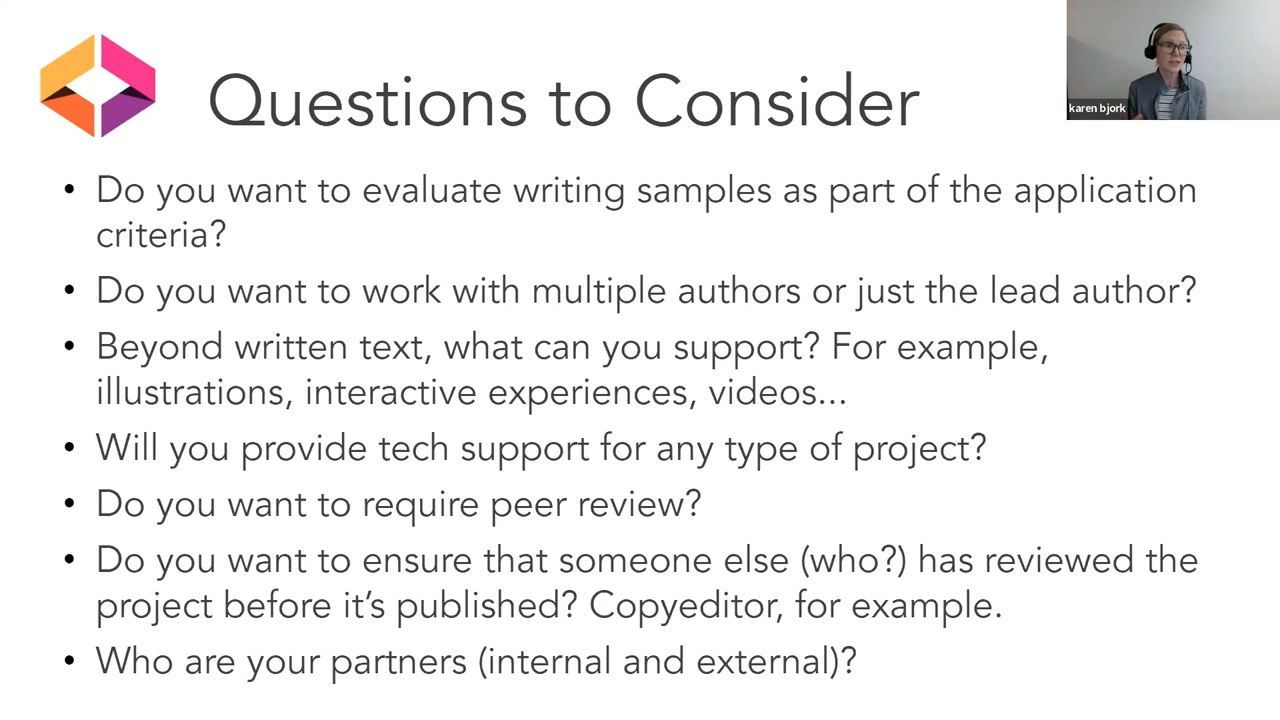 Questions to Consider
karen bjork
• Do you want to evaluate writing samples as part of the application
criteria?
• Do you want to work with multiple authors or just the lead author?
• Beyond written text, what can you support? For example,
illustrations, interactive experiences, videos...
• Will you provide tech support for any type of project?
• Do you want to require peer review?
• Do you want to ensure that someone else (who?) has reviewed the
project before it’s published? Copyeditor, for example.
• Who are your partners (internal and external)?